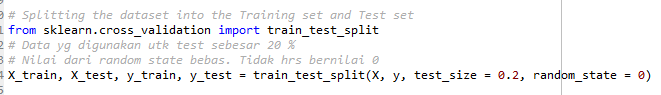 # Splitting the dataset into the Training set and Test set
from sklearn.cross_validation import train_test_split
# Data yg digunakan utk test sebesar 20 %
# Nilai dari random state bebas. Tidak hrs bernilai 0
X_train, X_test, y_train, y_test = train_test_split(X, y, test_size = 0.2, random_state = 0)